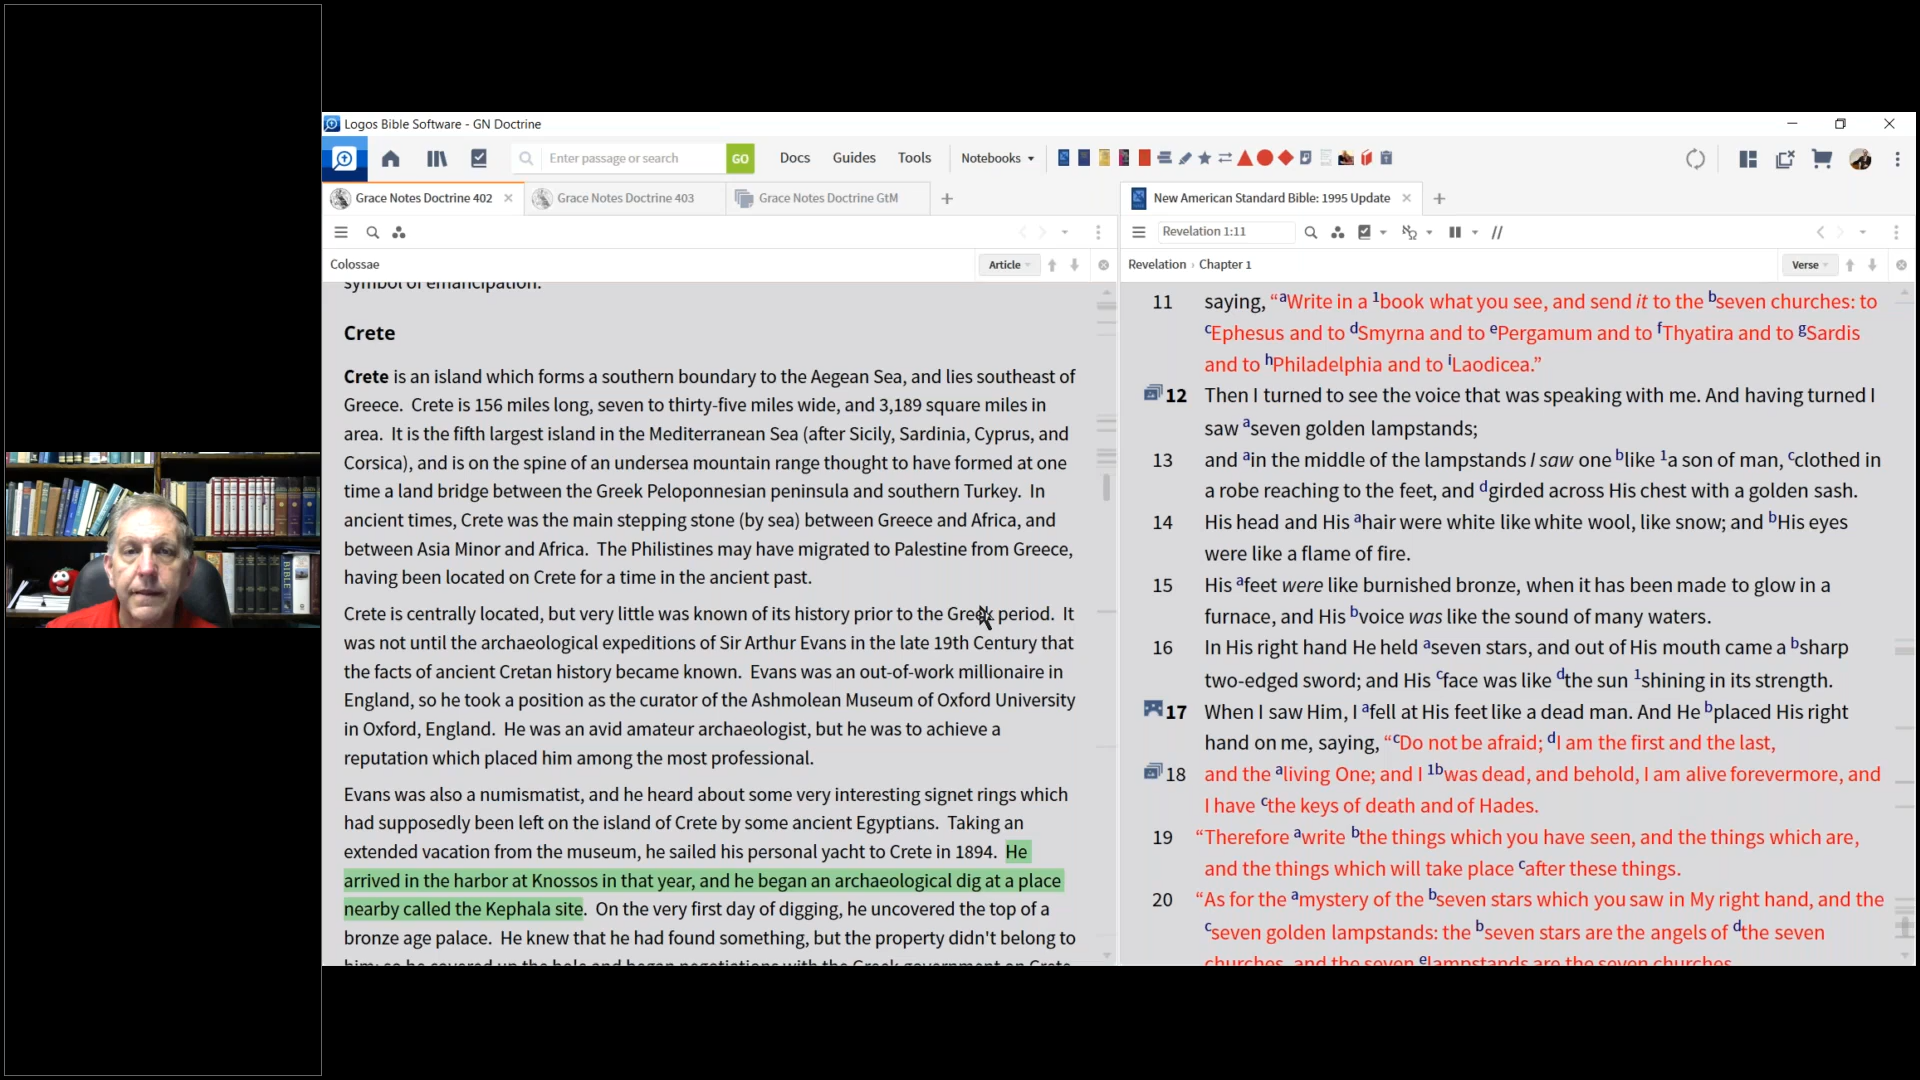 Logos Bible Software - GN Doctrine
Enter passage or search
GO
Docs
Guides
Tools
Notebooks
Grace Notes Doctrine 402
Grace Notes Doctrine 403
Grace Notes Doctrine GtM
Colossae
Article
symbol of emancipation.
Crete
Crete is an island which forms a southern boundary to the Aegean Sea, and lies southeast of
Greece. Crete is 156 miles long, seven to thirty-five miles wide, and 3,189 square miles in
area. It is the fifth largest island in the Mediterranean Sea (after Sicily, Sardinia, Cyprus, and
Corsica), and is on the spine of an undersea mountain range thought to have formed at one
time a land bridge between the Greek Peloponnesian peninsula and southern Turkey. In
ancient times, Crete was the main stepping stone (by sea) between Greece and Africa, and
between Asia Minor and Africa. The Philistines may have migrated to Palestine from Greece,
having been located on Crete for a time in the ancient past.
Crete is centrally located, but very little was known of its history prior to the Greek period. It
was not until the archaeological expeditions of Sir Arthur Evans in the late 19th Century that
the facts of ancient Cretan history became known. Evans was an out-of-work millionaire in
England, so he took a position as the curator of the Ashmolean Museum of Oxford University
in Oxford, England. He was an avid amateur archaeologist, but he was to achieve a
reputation which placed him among the most professional.
Evans was also a numismatist, and he heard about some very interesting signet rings which
had supposedly been left on the island of Crete by some ancient Egyptians. Taking an
extended vacation from the museum, he sailed his personal yacht to Crete in 1894. He
arrived in the harbor at Knossos in that year, and he began an archaeological dig at a place
nearby called the Kephala site. On the very first day of digging, he uncovered the top of a
bronze age palace. He knew that he had found something, but the property didn't belong to
him; so he covered up the hole and began negotiations with the Greek government on Crete
New American Standard Bible: 1995 Update
Revelation 1:11
Revelation › Chapter 1
Verse
11 saying, “aWrite in a 1book what you see, and send it to the bseven churches: to
cEphesus and to dSmyrna and to ePergamum and to fThyatira and to gSardis
and to hPhiladelphia and to iLaodicea.”
12 Then I turned to see the voice that was speaking with me. And having turned I
saw aseven golden lampstands;
13 and ain the middle of the lampstands I saw one blike 1a son of man, cclothed in
a robe reaching to the feet, and dgirded across His chest with a golden sash.
14 His head and His ahair were white like white wool, like snow; and bHis eyes
were like a flame of fire.
15 His afeet were like burnished bronze, when it has been made to glow in a
furnace, and His bvoice was like the sound of many waters.
16 In His right hand He held aseven stars, and out of His mouth came a bsharp
two-edged sword; and His cface was like dthe sun 1shining in its strength.
17 When I saw Him, I afell at His feet like a dead man. And He bplaced His right
hand on me, saying, “cDo not be afraid; dI am the first and the last,
18 and the aliving One; and I 1bwas dead, and behold, I am alive forevermore, and
I have cthe keys of death and of Hades.
19 “Therefore awrite bthe things which you have seen, and the things which are,
and the things which will take place cafter these things.
20 “As for the amystery of the bseven stars which you saw in My right hand, and the
cseven golden lampstands: the bseven stars are the angels of dthe seven
churches, and the seven elampstands are the seven churches.
BIBLE